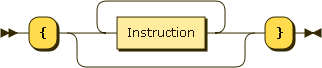 { Instruction }